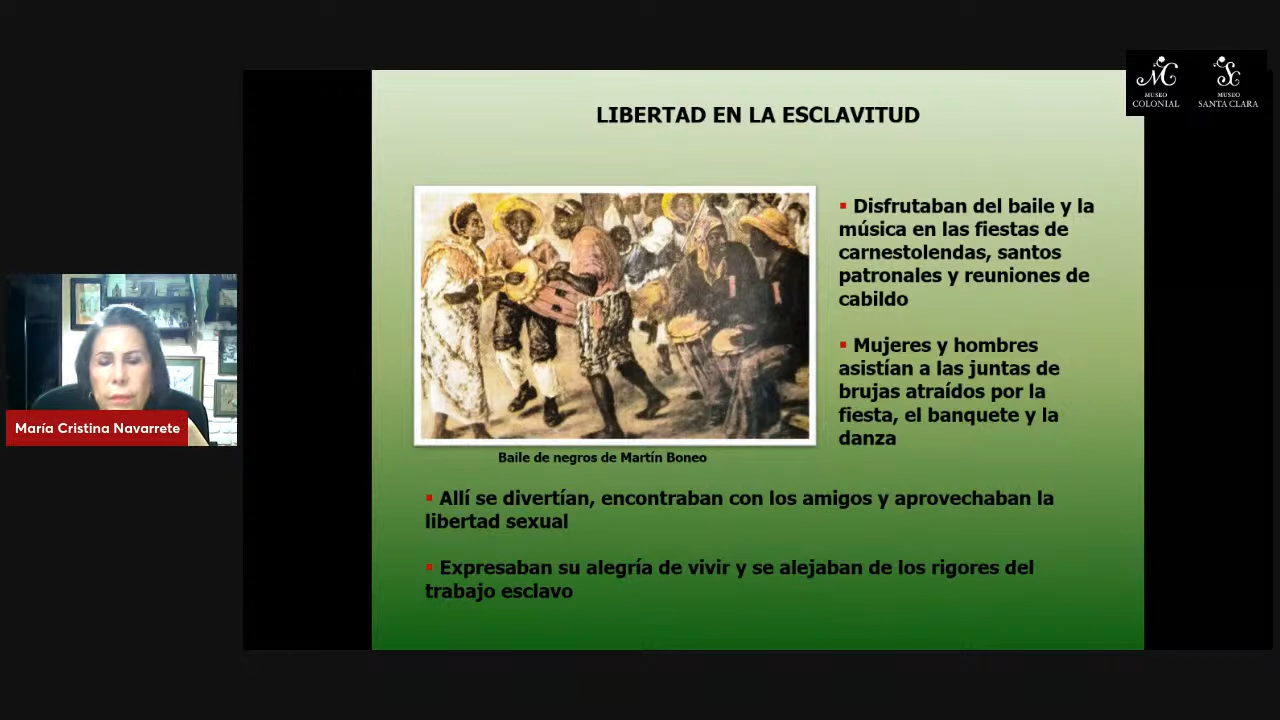 MUSEO
COLONIAL
MUSEO
SANTA CLARA
LIBERTAD EN LA ESCLAVITUD
▪ Disfrutaban del baile y la
música en las fiestas de
carnestolendas, santos
patronales y reuniones de
cabildo
▪ Mujeres y hombres
asistían a las juntas de
brujas atraídos por la
fiesta, el banquete y la
danza
Baile de negros de Martín Boneo
▪ Allí se divertían, encontraban con los amigos y aprovechaban la
libertad sexual
▪ Expresaban su alegría de vivir y se alejaban de los rigores del
trabajo esclavo
María Cristina Navarrete